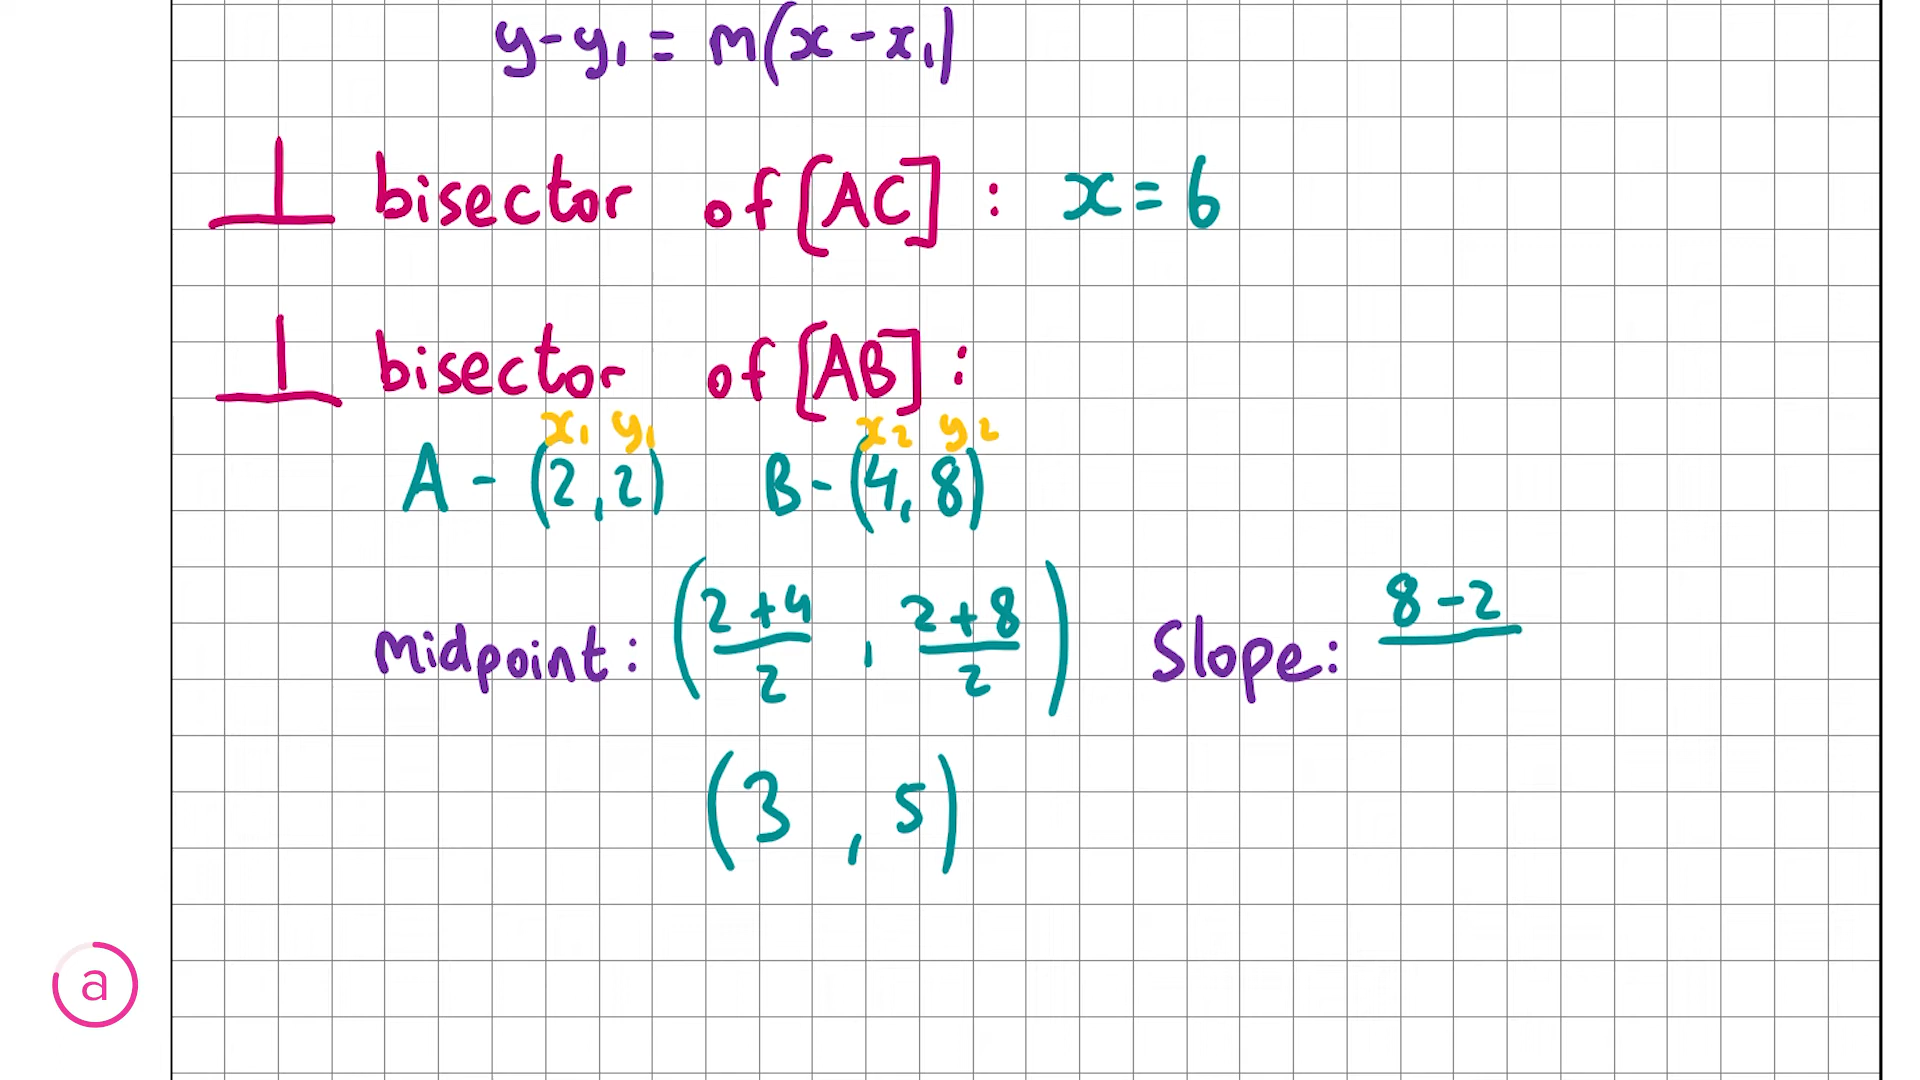 y-y₁ = m(x-x₁)
⊥ bisector of [AC] : x = 6
⊥ bisector of [AB] :
x₁ y₁ x₂ y₂
A - (2,2) B - (4,8)
Midpoint: (2+4/2 , 2+8/2) Slope: 8-2
(3 , 5)
a